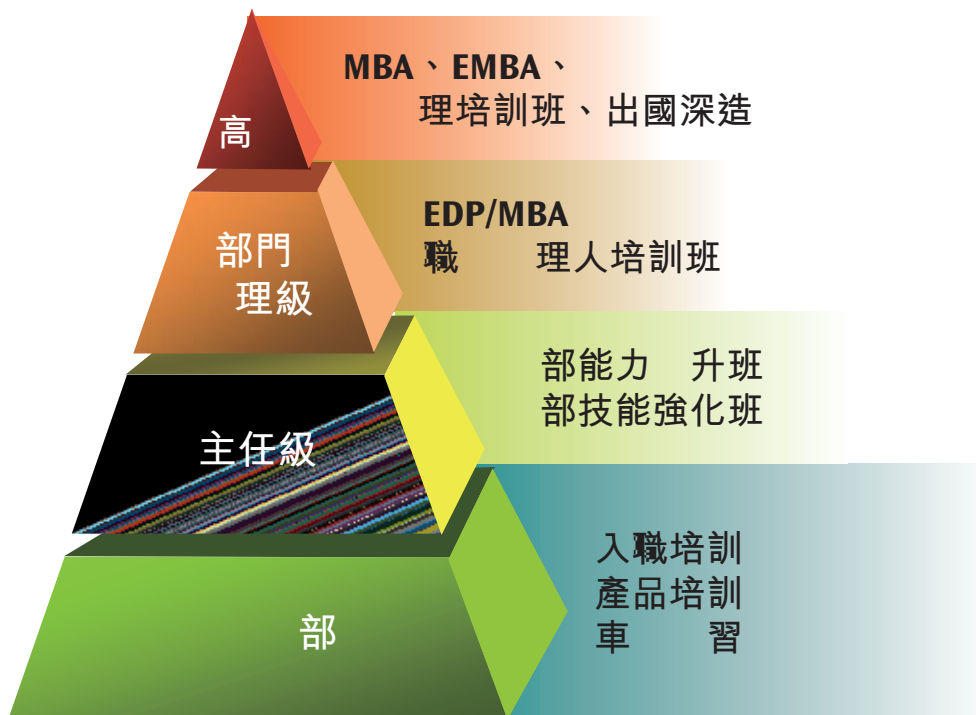 高
MBA、EMBA、
理培訓班、出國深造
部門
理級
EDP/MBA
職 理人培訓班
主任級
部能力 升班
部技能強化班
部
入職培訓
產品培訓
車 習